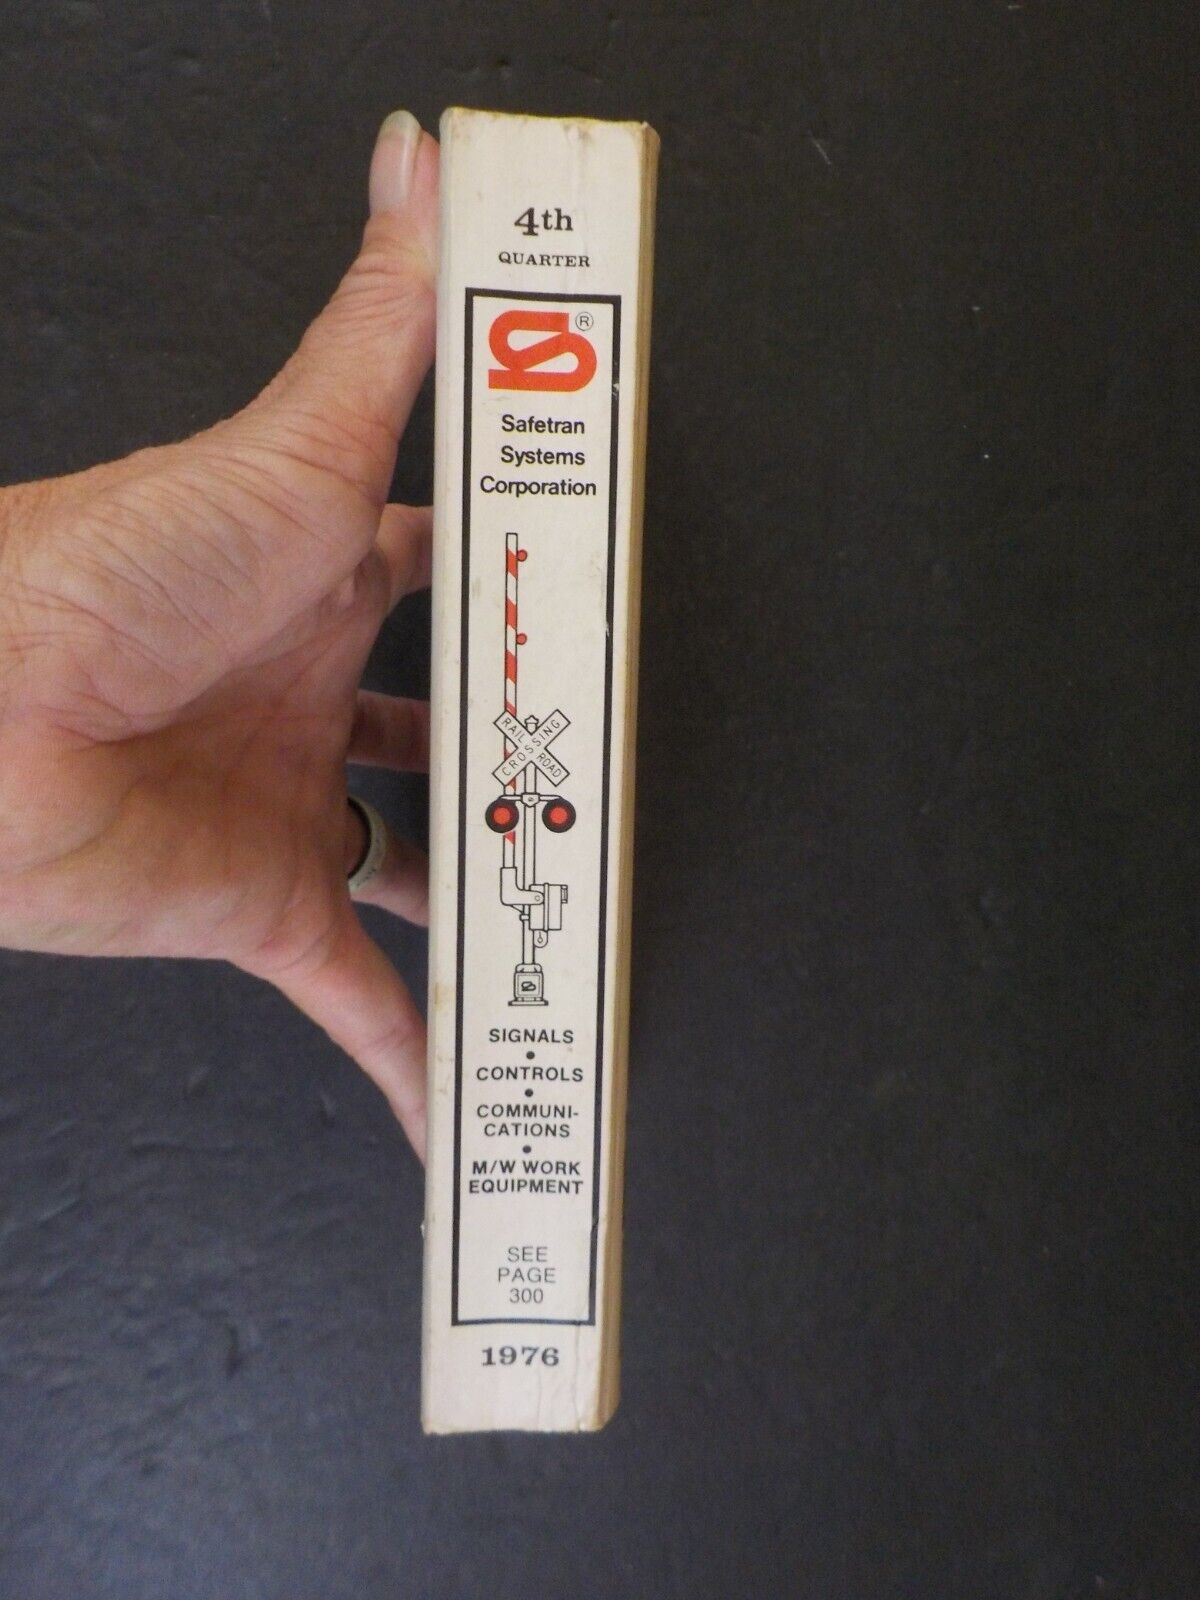 4th
QUARTER
®
Safetran
Systems
Corporation
RAIL ROAD
CROSSING
SIGNALS
•
CONTROLS
•
COMMUNI-
CATIONS
•
M/W WORK
EQUIPMENT
SEE
PAGE
300
1976